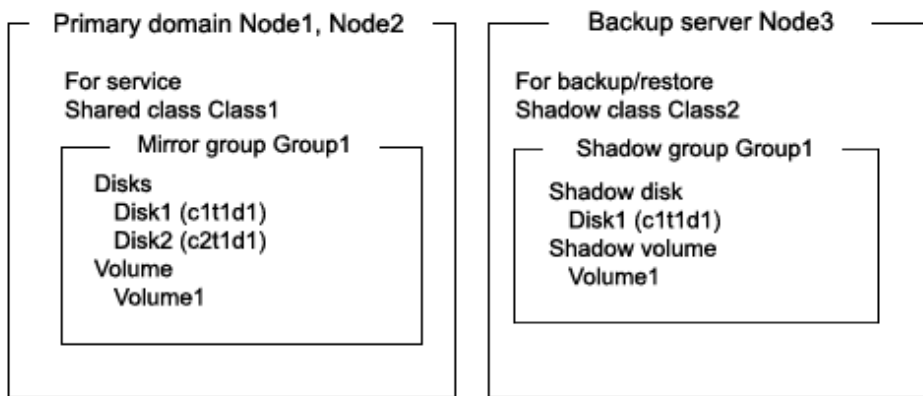 Primary domain Node1, Node2
For service
Shared class Class1
Mirror group Group1
Disks
Disk1 (c1t1d1)
Disk2 (c2t1d1)
Volume
Volume1
Backup server Node3
For backup/restore
Shadow class Class2
Shadow group Group1
Shadow disk
Disk1 (c1t1d1)
Shadow volume
Volume1